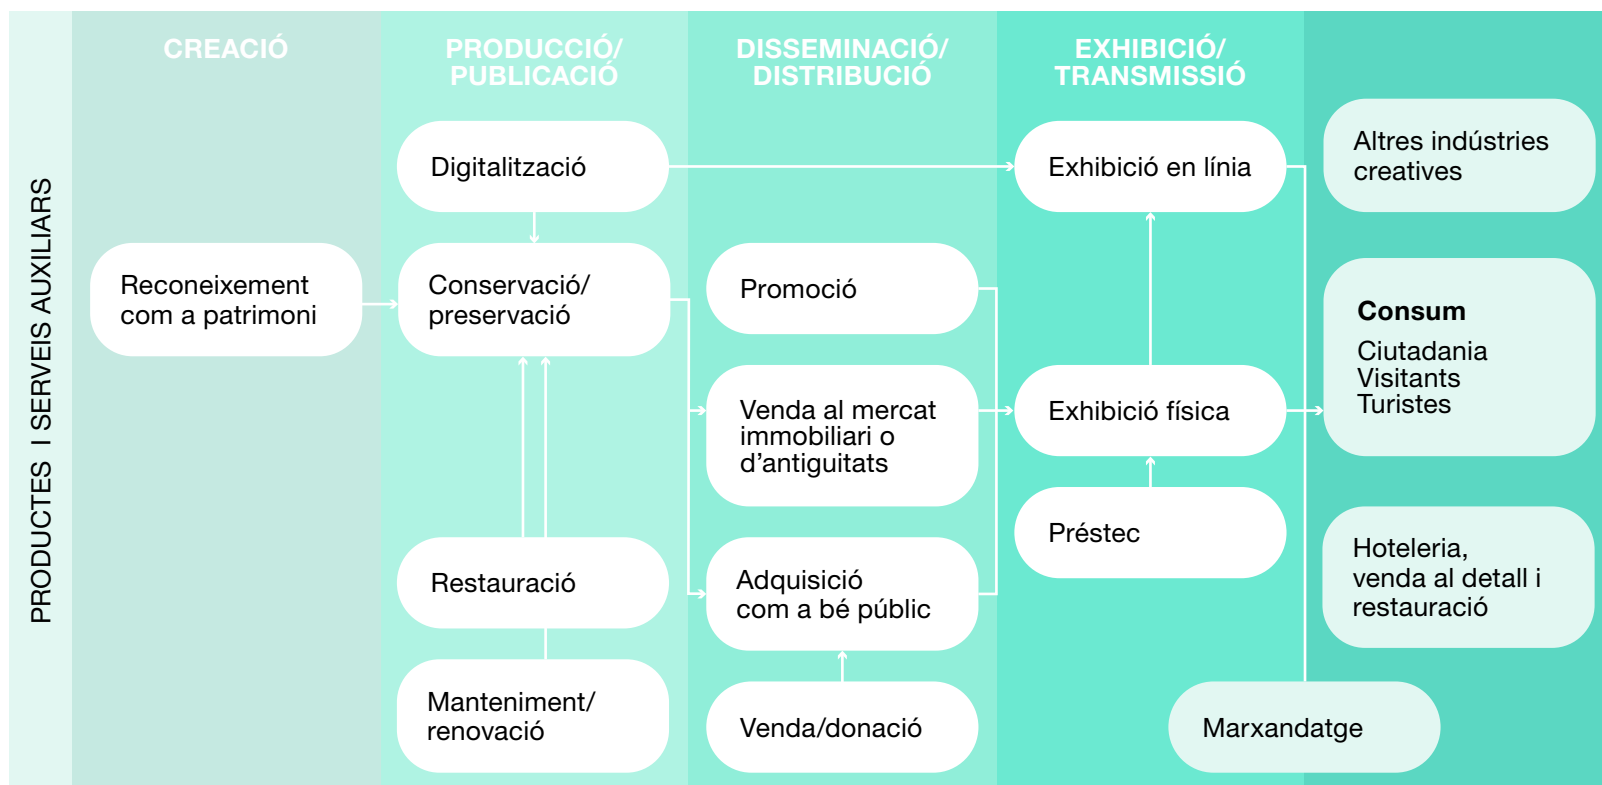 PRODUCTES I SERVEIS AUXILIARS
CREACIÓ
Reconeixement
com a patrimoni
PRODUCCIÓ/
PUBLICACIÓ
Digitalització
Conservació/
preservació
Restauració
Manteniment/
renovació
DISSEMINACIÓ/
DISTRIBUCIÓ
Promoció
Venda al mercat
immobiliari o
d’antiguitats
Adquisició
com a bé públic
Venda/donació
EXHIBICIÓ/
TRANSMISSIÓ
Exhibició en línia
Exhibició física
Préstec
Altres indústries
creatives
Consum
Ciutadania
Visitants
Turistes
Hoteleria,
venda al detall i
restauració
Marxandatge